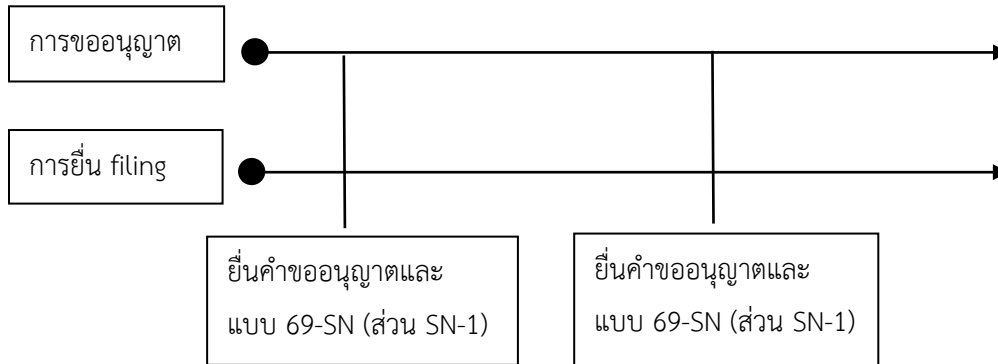 การขออนุญาต
การยื่น filing
ยื่นคำขออนุญาตและ
แบบ 69-SN (ส่วน SN-1)
ยื่นคำขออนุญาตและ
แบบ 69-SN (ส่วน SN-1)